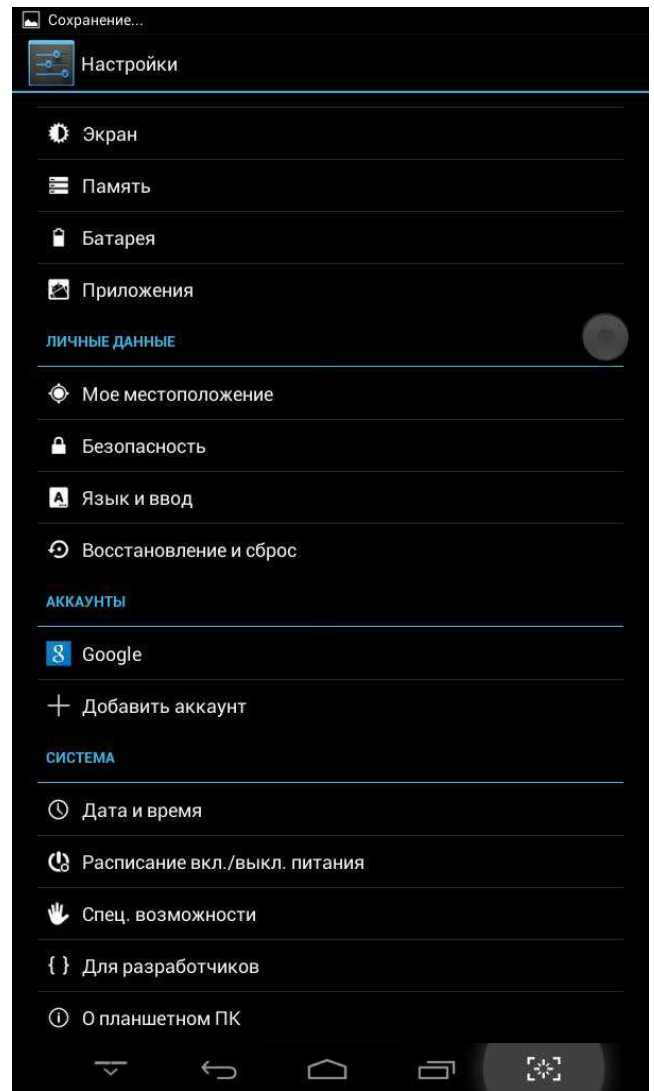 Сохранение...
Настройки
Экран
Память
Батарея
Приложения
ЛИЧНЫЕ ДАННЫЕ
Мое местоположение
Безопасность
Язык и ввод
Восстановление и сброс
АККАУНТЫ
Google
Добавить аккаунт
СИСТЕМА
Дата и время
Расписание вкл./выкл. питания
Спец. возможности
Для разработчиков
О планшетном ПК